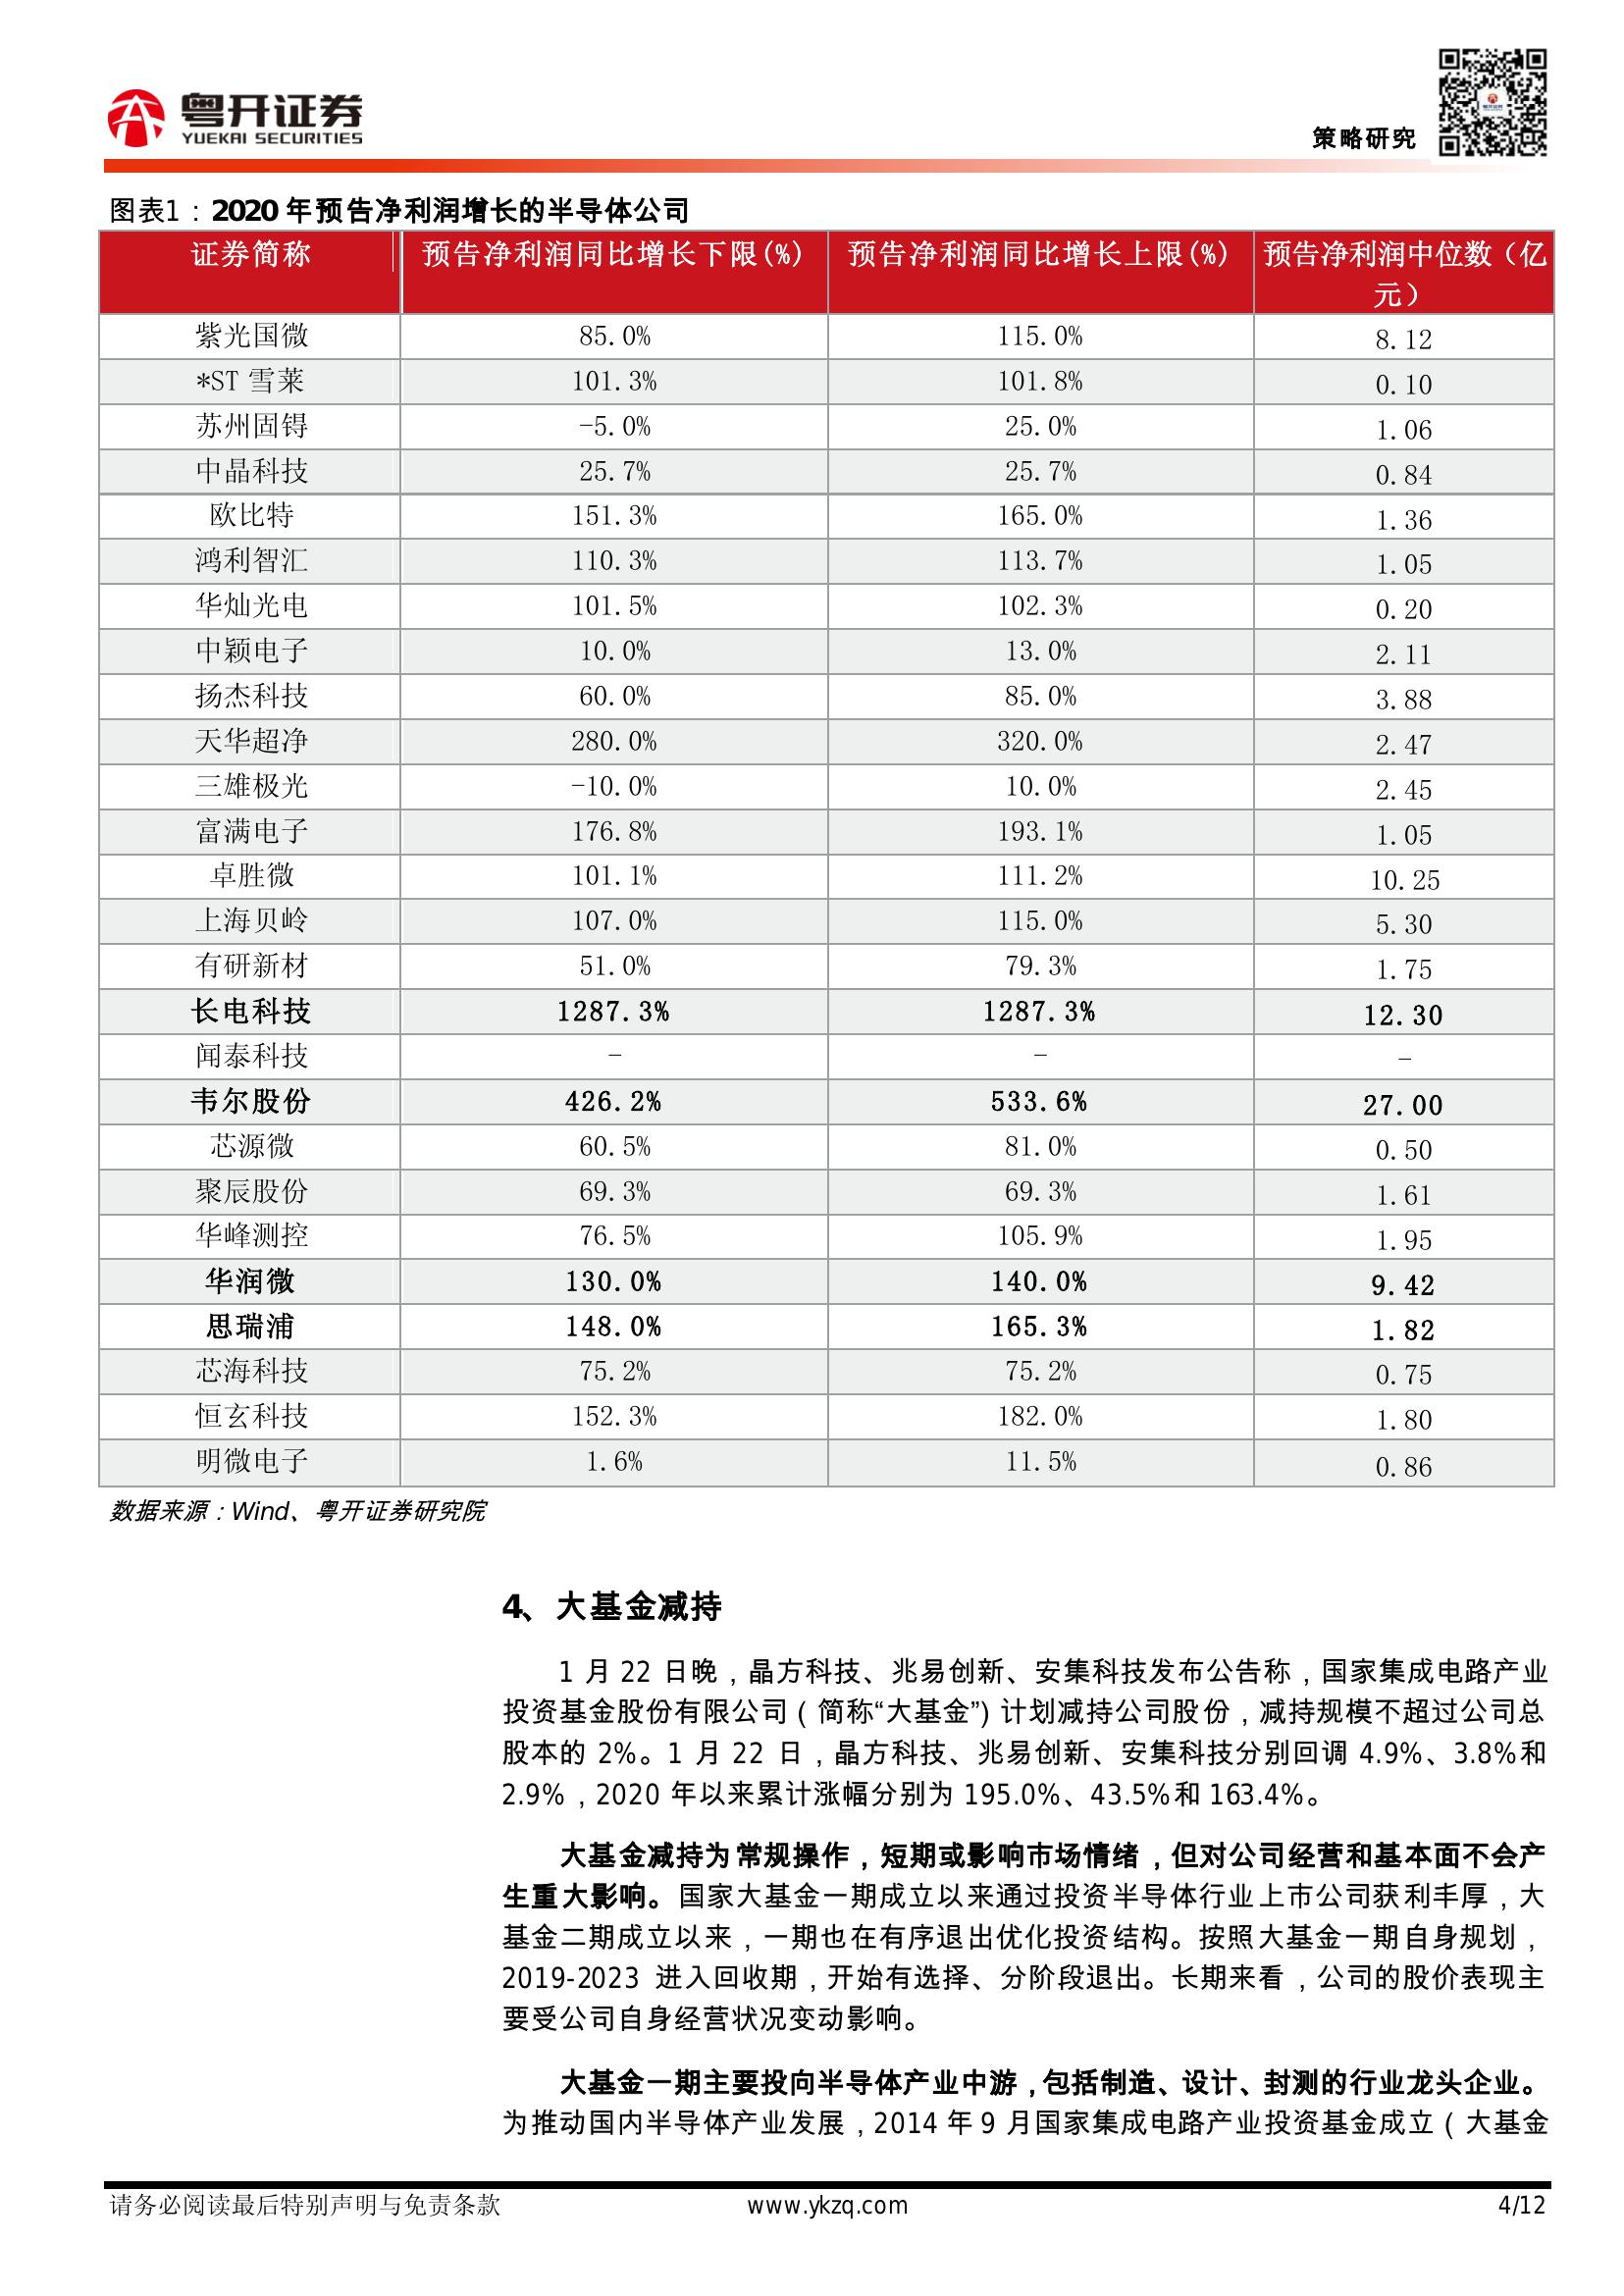 粤开证券
YUEKAI SECURITIES
策略研究
图表1：2020 年预告净利润增长的半导体公司
证券简称 预告净利润同比增长下限(%) 预告净利润同比增长上限(%) 预告净利润中位数（亿
元）
紫光国微 85.0% 115.0% 8.12
*ST 雪莱 101.3% 101.8% 0.10
苏州固锝 -5.0% 25.0% 1.06
中晶科技 25.7% 25.7% 0.84
欧比特 151.3% 165.0% 1.36
鸿利智汇 110.3% 113.7% 1.05
华灿光电 101.5% 102.3% 0.20
中颖电子 10.0% 13.0% 2.11
扬杰科技 60.0% 85.0% 3.88
天华超净 280.0% 320.0% 2.47
三雄极光 -10.0% 10.0% 2.45
富满电子 176.8% 193.1% 1.05
卓胜微 101.1% 111.2% 10.25
上海贝岭 107.0% 115.0% 5.30
有研新材 51.0% 79.3% 1.75
长电科技 1287.3% 1287.3% 12.30
闻泰科技 - - -
韦尔股份 426.2% 533.6% 27.00
芯源微 60.5% 81.0% 0.50
聚辰股份 69.3% 69.3% 1.61
华峰测控 76.5% 105.9% 1.95
华润微 130.0% 140.0% 9.42
思瑞浦 148.0% 165.3% 1.82
芯海科技 75.2% 75.2% 0.75
恒玄科技 152.3% 182.0% 1.80
明微电子 1.6% 11.5% 0.86
数据来源：Wind、粤开证券研究院
4、大基金减持
1 月 22 日晚，晶方科技、兆易创新、安集科技发布公告称，国家集成电路产业
投资基金股份有限公司（简称“大基金”）计划减持公司股份，减持规模不超过公司总
股本的 2%。1 月 22 日，晶方科技、兆易创新、安集科技分别回调 4.9%、3.8%和
2.9%，2020 年以来累计涨幅分别为 195.0%、43.5%和 163.4%。
大基金减持为常规操作，短期或影响市场情绪，但对公司经营和基本面不会产
生重大影响。国家大基金一期成立以来通过投资半导体行业上市公司获利丰厚，大
基金二期成立以来，一期也在有序退出优化投资结构。按照大基金一期自身规划，
2019-2023 进入回收期，开始有选择、分阶段退出。长期来看，公司的股价表现主
要受公司自身经营状况变动影响。
大基金一期主要投向半导体产业中游，包括制造、设计、封测的行业龙头企业。
为推动国内半导体产业发展，2014 年 9 月国家集成电路产业投资基金成立（大基金
请务必阅读最后特别声明与免责条款 www.ykzq.com 4/12